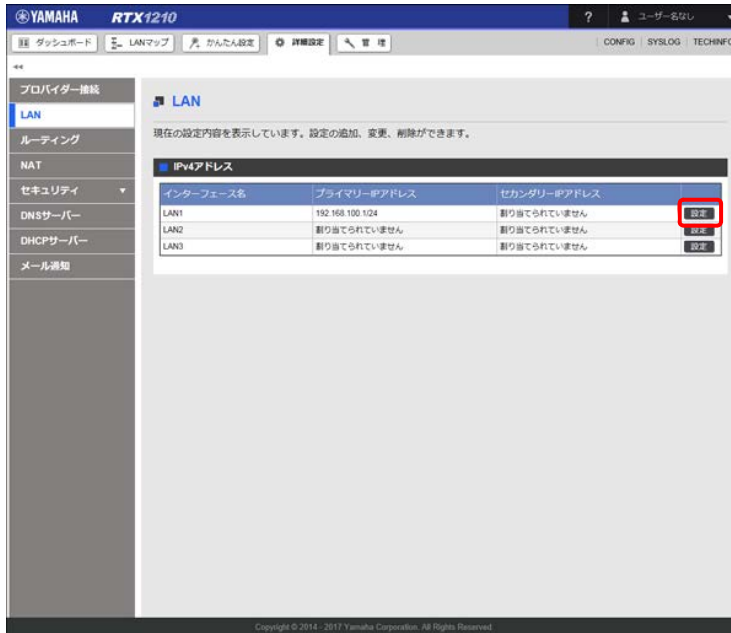 YAMAHA RTX1210 ? ユーザー名なし
ダッシュボード LANマップ かんたん設定 詳細設定 管理 CONFIG SYSLOG TECHINFO
プロバイダー接続
LAN
ルーティング
NAT
セキュリティ
DNSサーバー
DHCPサーバー
メール通知
LAN
現在の設定内容を表示しています。設定の追加、変更、削除ができます。
IPv4アドレス
インターフェース名 プライマリーIPアドレス セカンダリーIPアドレス
LAN1 192.168.100.1/24 割り当てられていません 設定
LAN2 割り当てられていません 割り当てられていません 設定
LAN3 割り当てられていません 割り当てられていません 設定
Copyright © 2014 - 2017 Yamaha Corporation. All Rights Reserved.